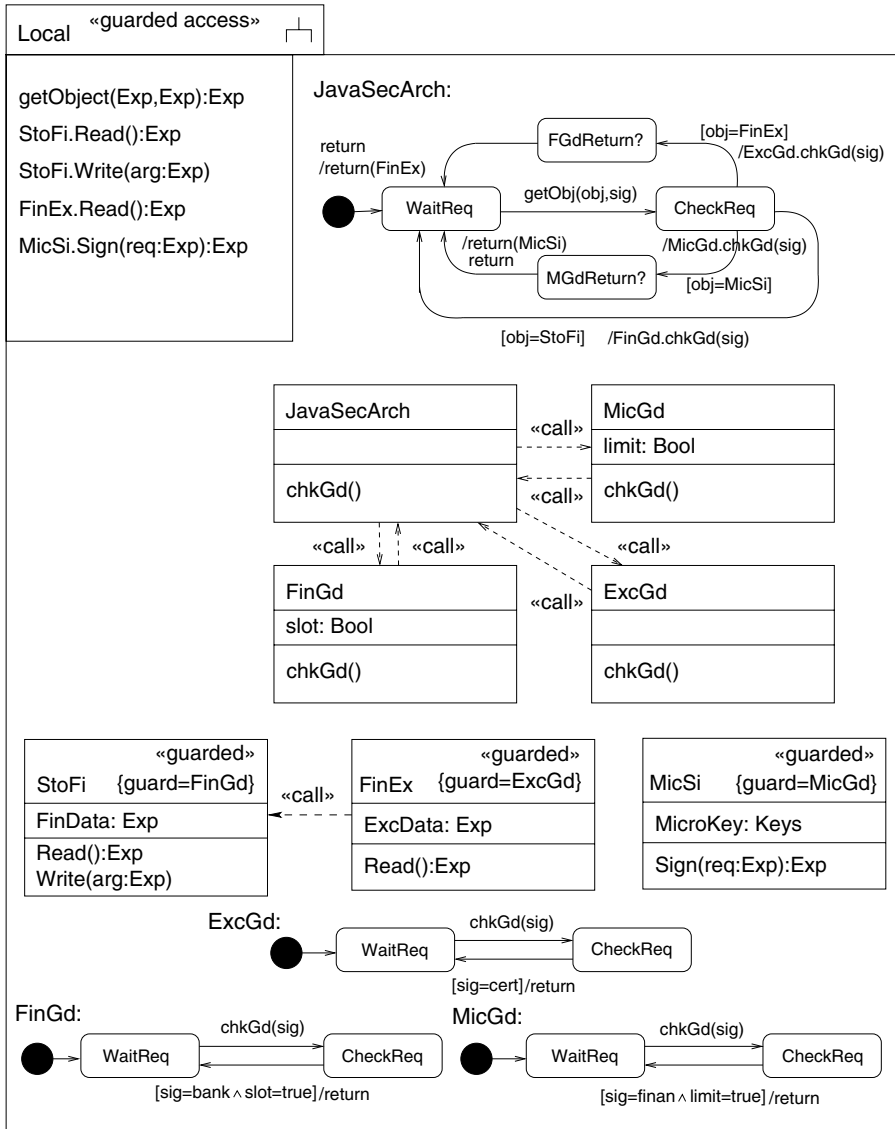 Local «guarded access»
getObject(Exp,Exp):Exp
StoFi.Read():Exp
StoFi.Write(arg:Exp)
FinEx.Read():Exp
MicSi.Sign(req:Exp):Exp
JavaSecArch:
return
/return(FinEx)
FGdReturn?
[obj=FinEx]
/ExcGd.chkGd(sig)
WaitReq
getObj(obj,sig)
CheckReq
/return(MicSi)
return
/MicGd.chkGd(sig)
MGdReturn?
[obj=MicSi]
[obj=StoFi] /FinGd.chkGd(sig)
JavaSecArch
chkGd()
«call»
«call»
MicGd
limit: Bool
chkGd()
«call»
«call»
«call»
«call»
FinGd
slot: Bool
chkGd()
ExcGd
chkGd()
«guarded»
StoFi {guard=FinGd}
FinData: Exp
Read():Exp
Write(arg:Exp)
«call»
«guarded»
FinEx {guard=ExcGd}
ExcData: Exp
Read():Exp
«guarded»
MicSi {guard=MicGd}
MicroKey: Keys
Sign(req:Exp):Exp
ExcGd:
WaitReq
chkGd(sig)
CheckReq
[sig=cert]/return
FinGd:
WaitReq
chkGd(sig)
CheckReq
[sig=bank∧slot=true]/return
MicGd:
WaitReq
chkGd(sig)
CheckReq
[sig=finan∧limit=true]/return